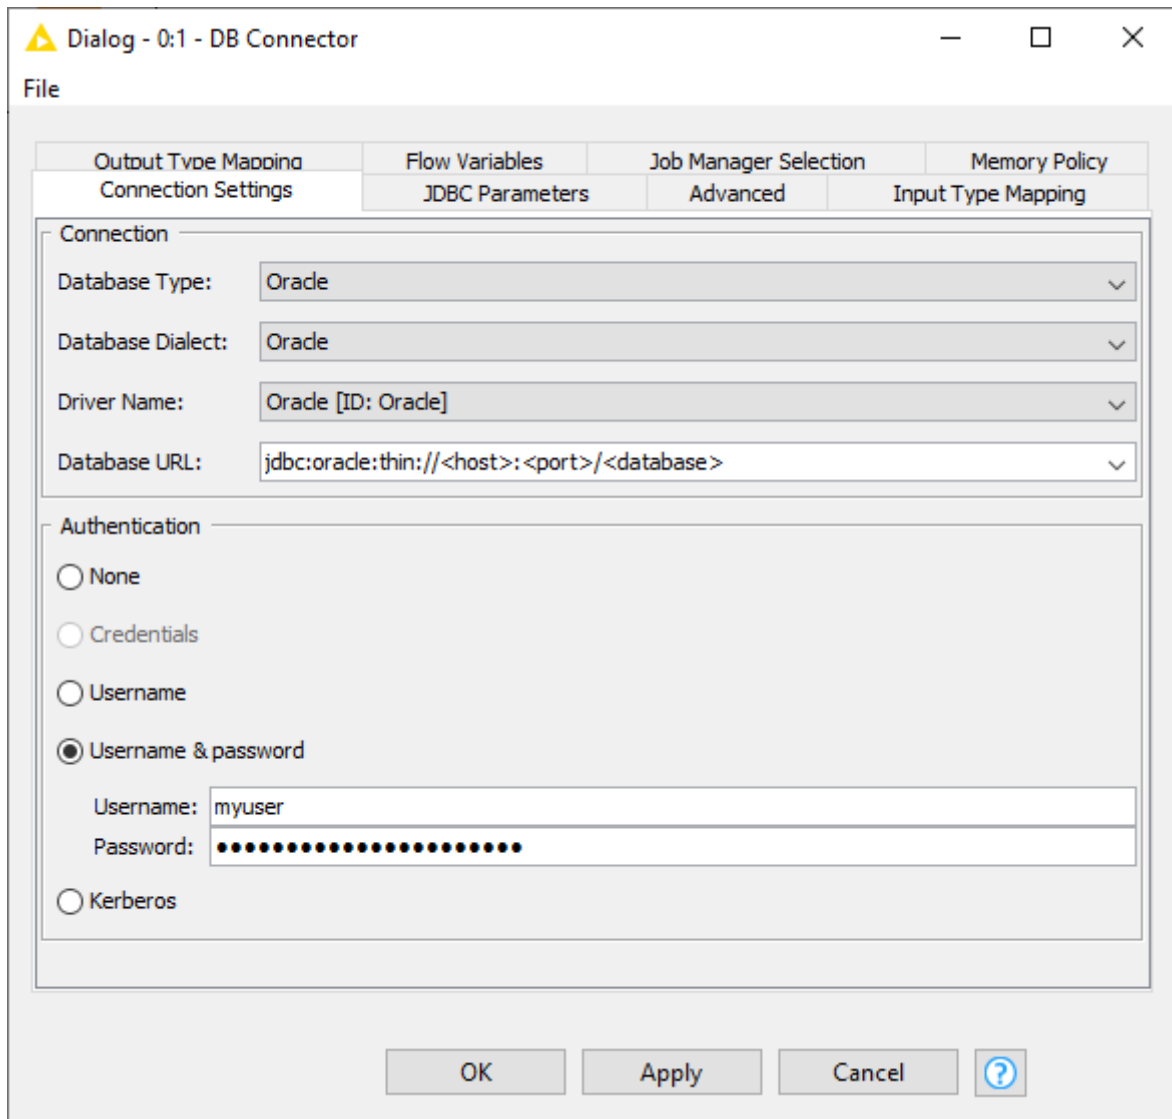 Dialog - 0:1 - DB Connector
File
Output Type Mapping Flow Variables Job Manager Selection Memory Policy
Connection Settings JDBC Parameters Advanced Input Type Mapping
Connection
Database Type: Oracle
Database Dialect: Oracle
Driver Name: Oracle [ID: Oracle]
Database URL: jdbc:oracle:thin://<host>:<port>/<database>
Authentication
None
Credentials
Username
Username & password
Username: myuser
Password: ●●●●●●●●●●●●●●●●●●●●●●
Kerberos
OK Apply Cancel ?